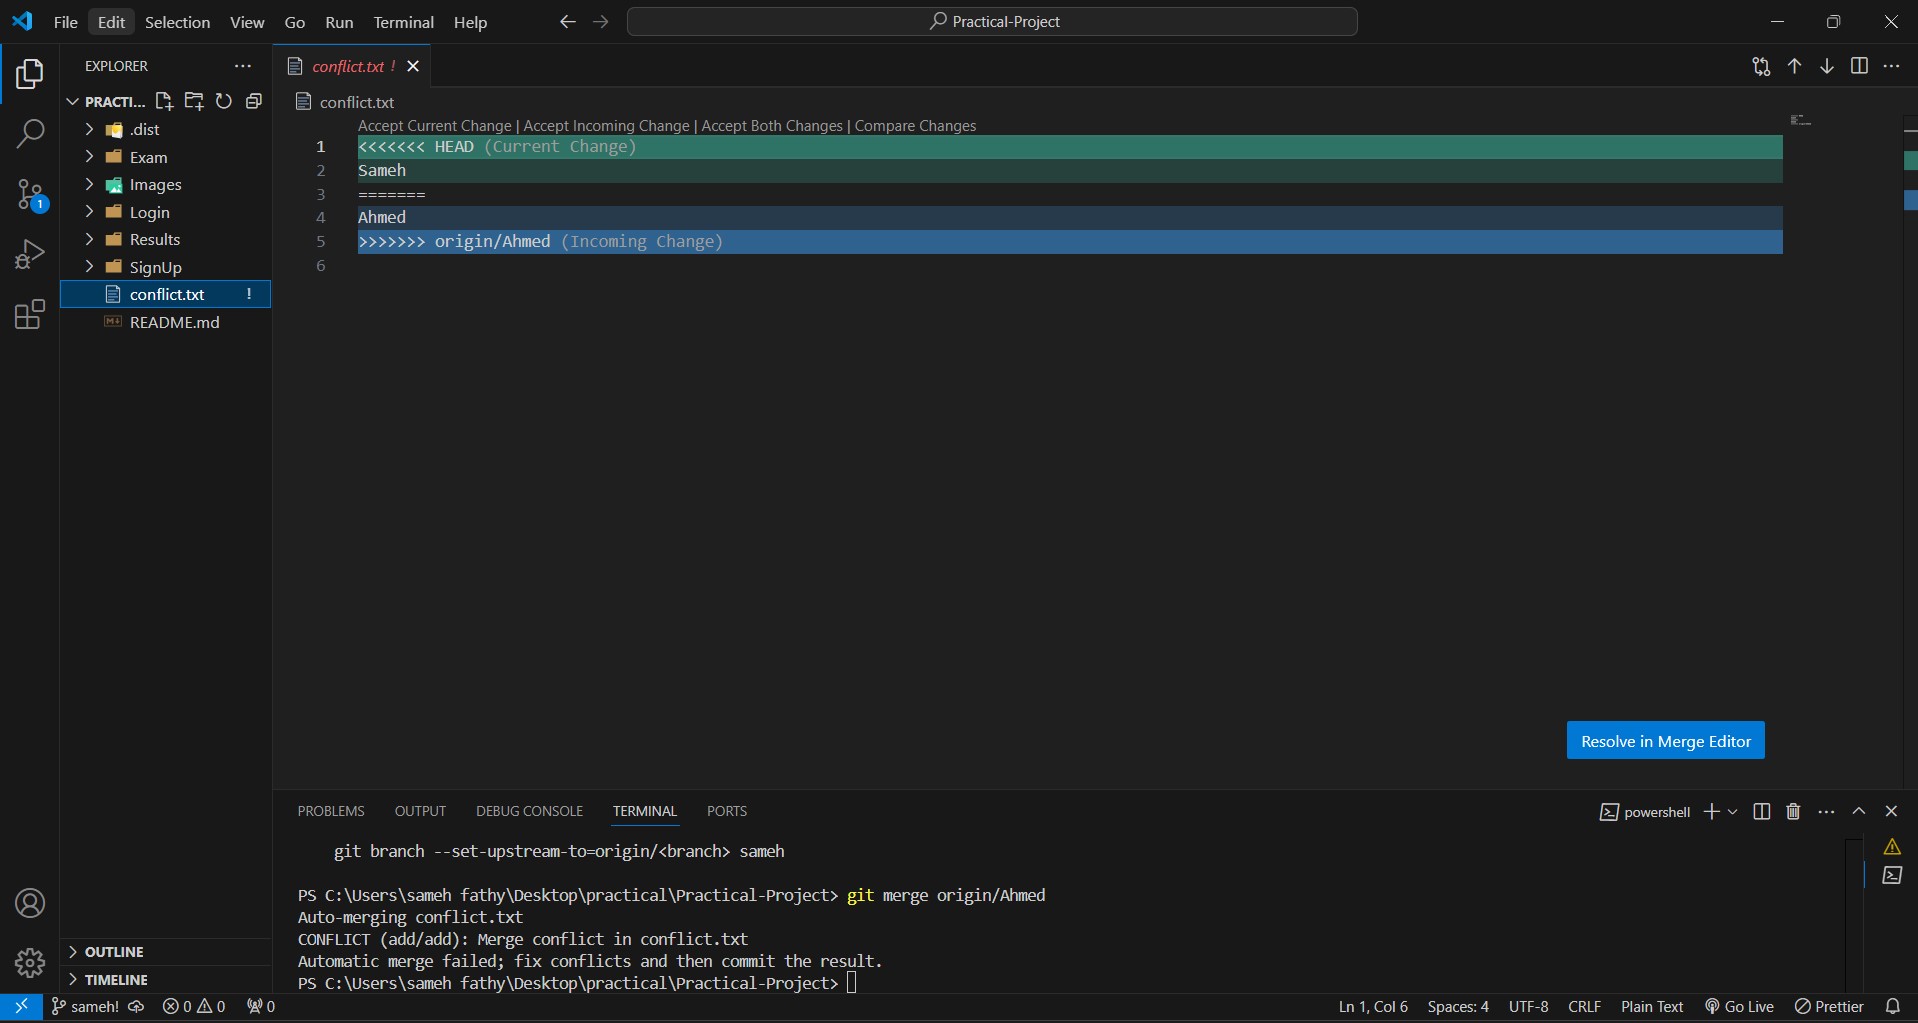 File Edit Selection View Go Run Terminal Help Practical-Project
EXPLORER
PRACTI...
.dist
Exam
Images
Login
Results
SignUp
conflict.txt !
README.md
OUTLINE
TIMELINE
1
conflict.txt !
conflict.txt
Accept Current Change | Accept Incoming Change | Accept Both Changes | Compare Changes
1 <<<<<<< HEAD (Current Change)
2 Sameh
3 =======
4 Ahmed
5 >>>>>>> origin/Ahmed (Incoming Change)
6
Resolve in Merge Editor
PROBLEMS OUTPUT DEBUG CONSOLE TERMINAL PORTS powershell
git branch --set-upstream-to=origin/<branch> sameh
PS C:\Users\sameh fathy\Desktop\practical\Practical-Project> git merge origin/Ahmed
Auto-merging conflict.txt
CONFLICT (add/add): Merge conflict in conflict.txt
Automatic merge failed; fix conflicts and then commit the result.
PS C:\Users\sameh fathy\Desktop\practical\Practical-Project>
sameh! 0 0 0 Ln 1, Col 6 Spaces: 4 UTF-8 CRLF Plain Text Go Live Prettier